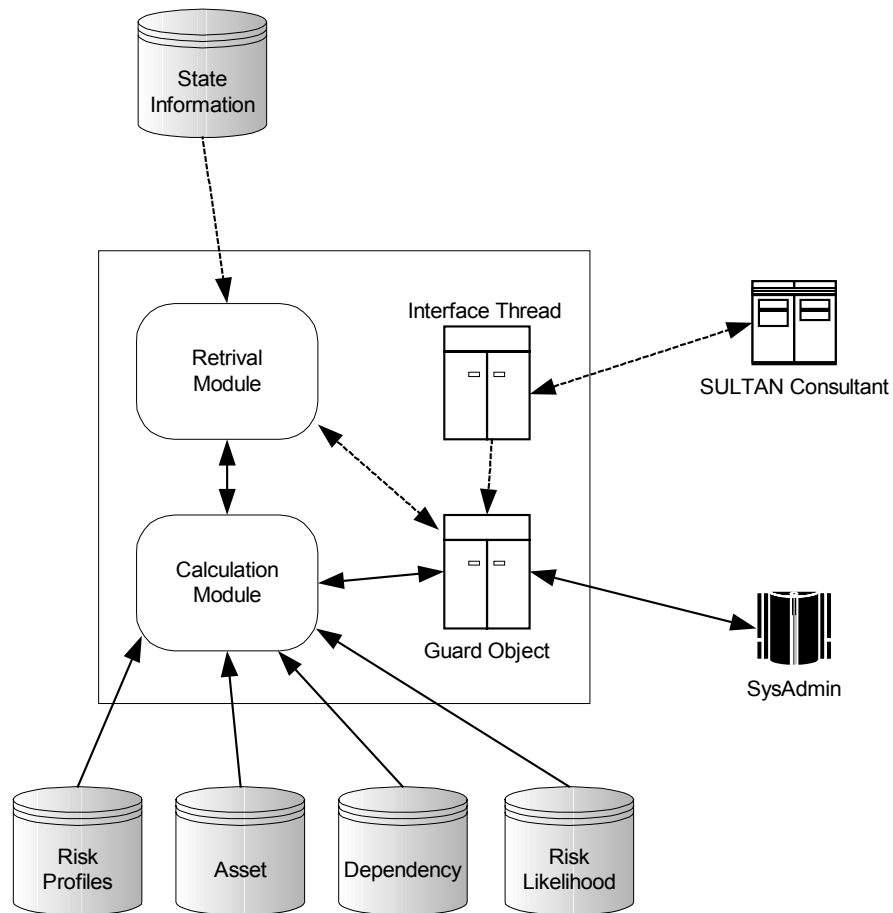 State
Information
Interface Thread
Retrival
Module
SULTAN Consultant
Calculation
Module
Guard Object
SysAdmin
Risk
Profiles
Asset
Dependency
Risk
Likelihood